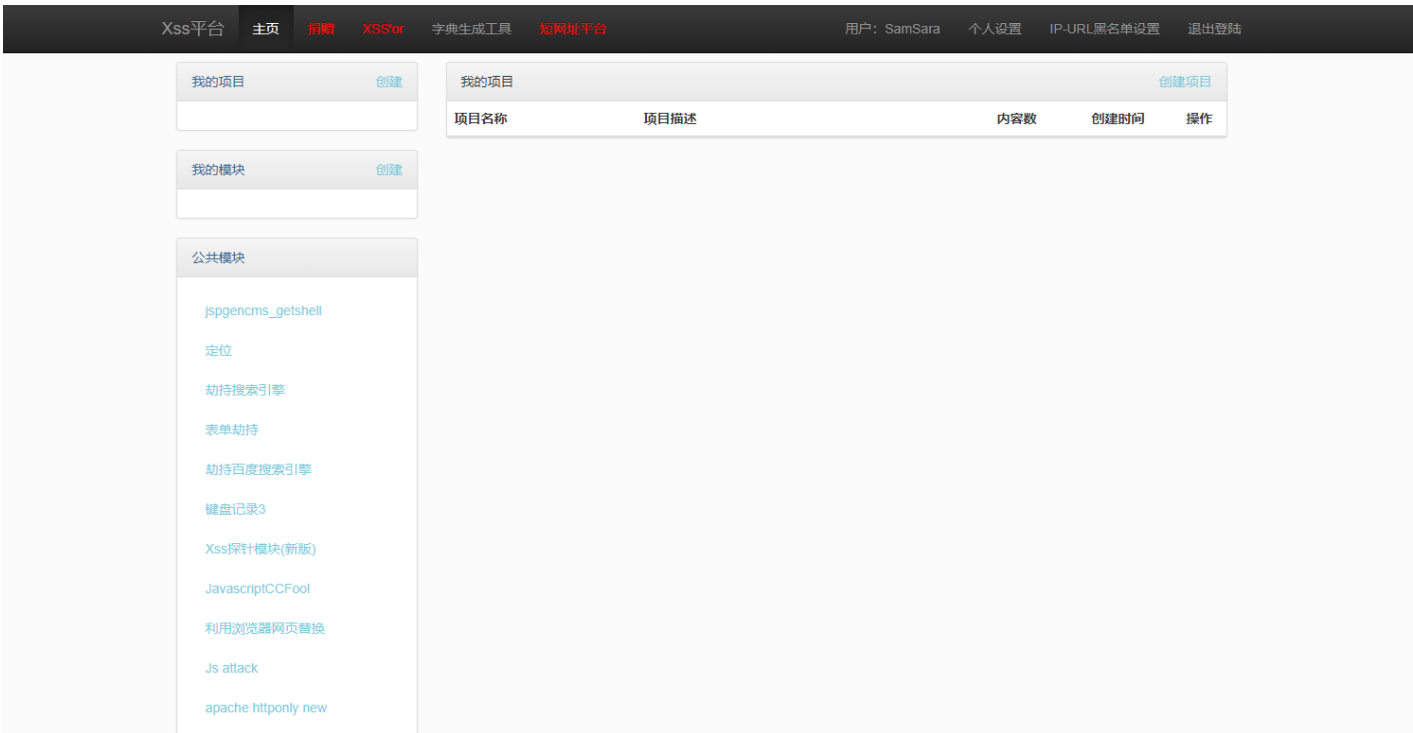 Xss平台 主页 捐赠 XSS'or 字典生成工具 短网址平台 用户：SamSara 个人设置 IP-URL黑名单设置 退出登陆
我的项目 创建
我的模块 创建
公共模块
jspgencms_getshell
定位
劫持搜索引擎
表单劫持
劫持百度搜索引擎
键盘记录3
Xss探针模块(新版)
JavascriptCCFool
利用浏览器网页替换
Js attack
apache httponly new
我的项目 创建项目
项目名称 项目描述 内容数 创建时间 操作